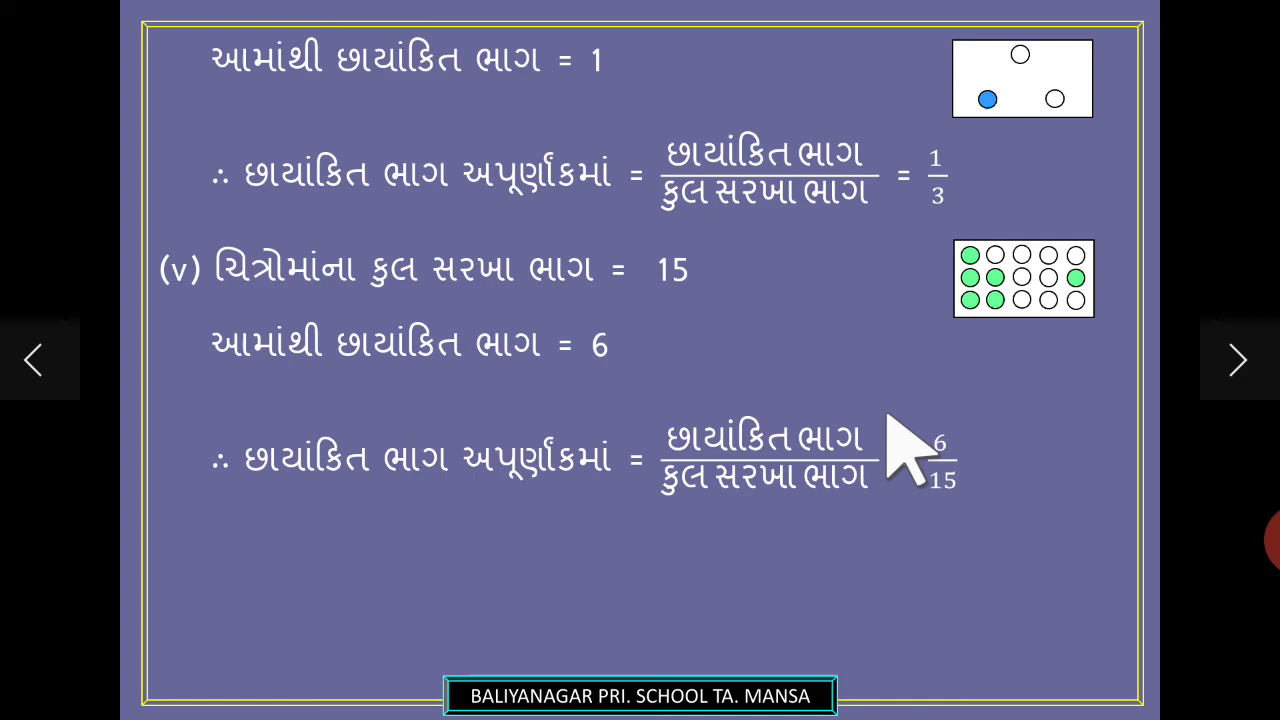 આમાંથી છાયાંકિત ભાગ = 1
∴ છાયાંકિત ભાગ અપૂર્ણાંકમાં = છાયાંકિત ભાગ / કુલ સરખા ભાગ = 1/3
(v) ચિત્રોમાંના કુલ સરખા ભાગ = 15
આમાંથી છાયાંકિત ભાગ = 6
∴ છાયાંકિત ભાગ અપૂર્ણાંકમાં = છાયાંકિત ભાગ / કુલ સરખા ભાગ 6/15
BALIYANAGAR PRI. SCHOOL TA. MANSA